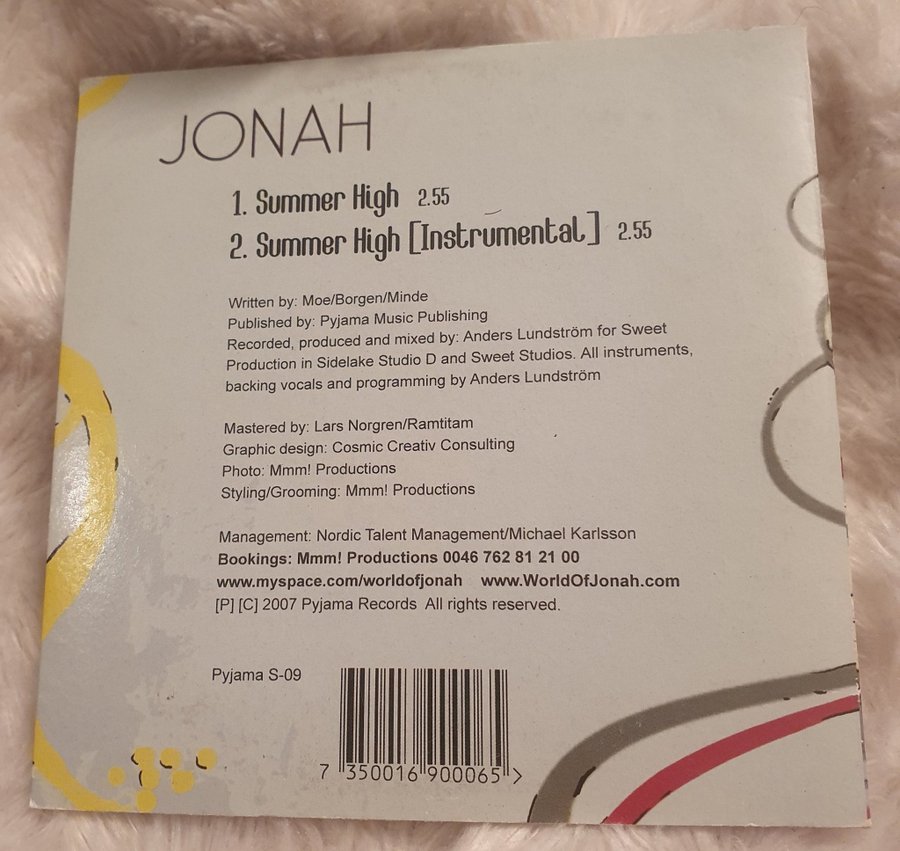 JONAH
1. Summer High 2.55
2. Summer High [Instrumental] 2.55
Written by: Moe/Borgen/Minde
Published by: Pyjama Music Publishing
Recorded, produced and mixed by: Anders Lundström for Sweet
Production in Sidelake Studio D and Sweet Studios. All instruments,
backing vocals and programming by Anders Lundström
Mastered by: Lars Norgren/Ramtitam
Graphic design: Cosmic Creativ Consulting
Photo: Mmm! Productions
Styling/Grooming: Mmm! Productions
Management: Nordic Talent Management/Michael Karlsson
Bookings: Mmm! Productions 0046 762 81 21 00
www.myspace.com/worldofjonah www.WorldOfJonah.com
[P] [C] 2007 Pyjama Records All rights reserved.
Pyjama S-09
7 350016 900065 >